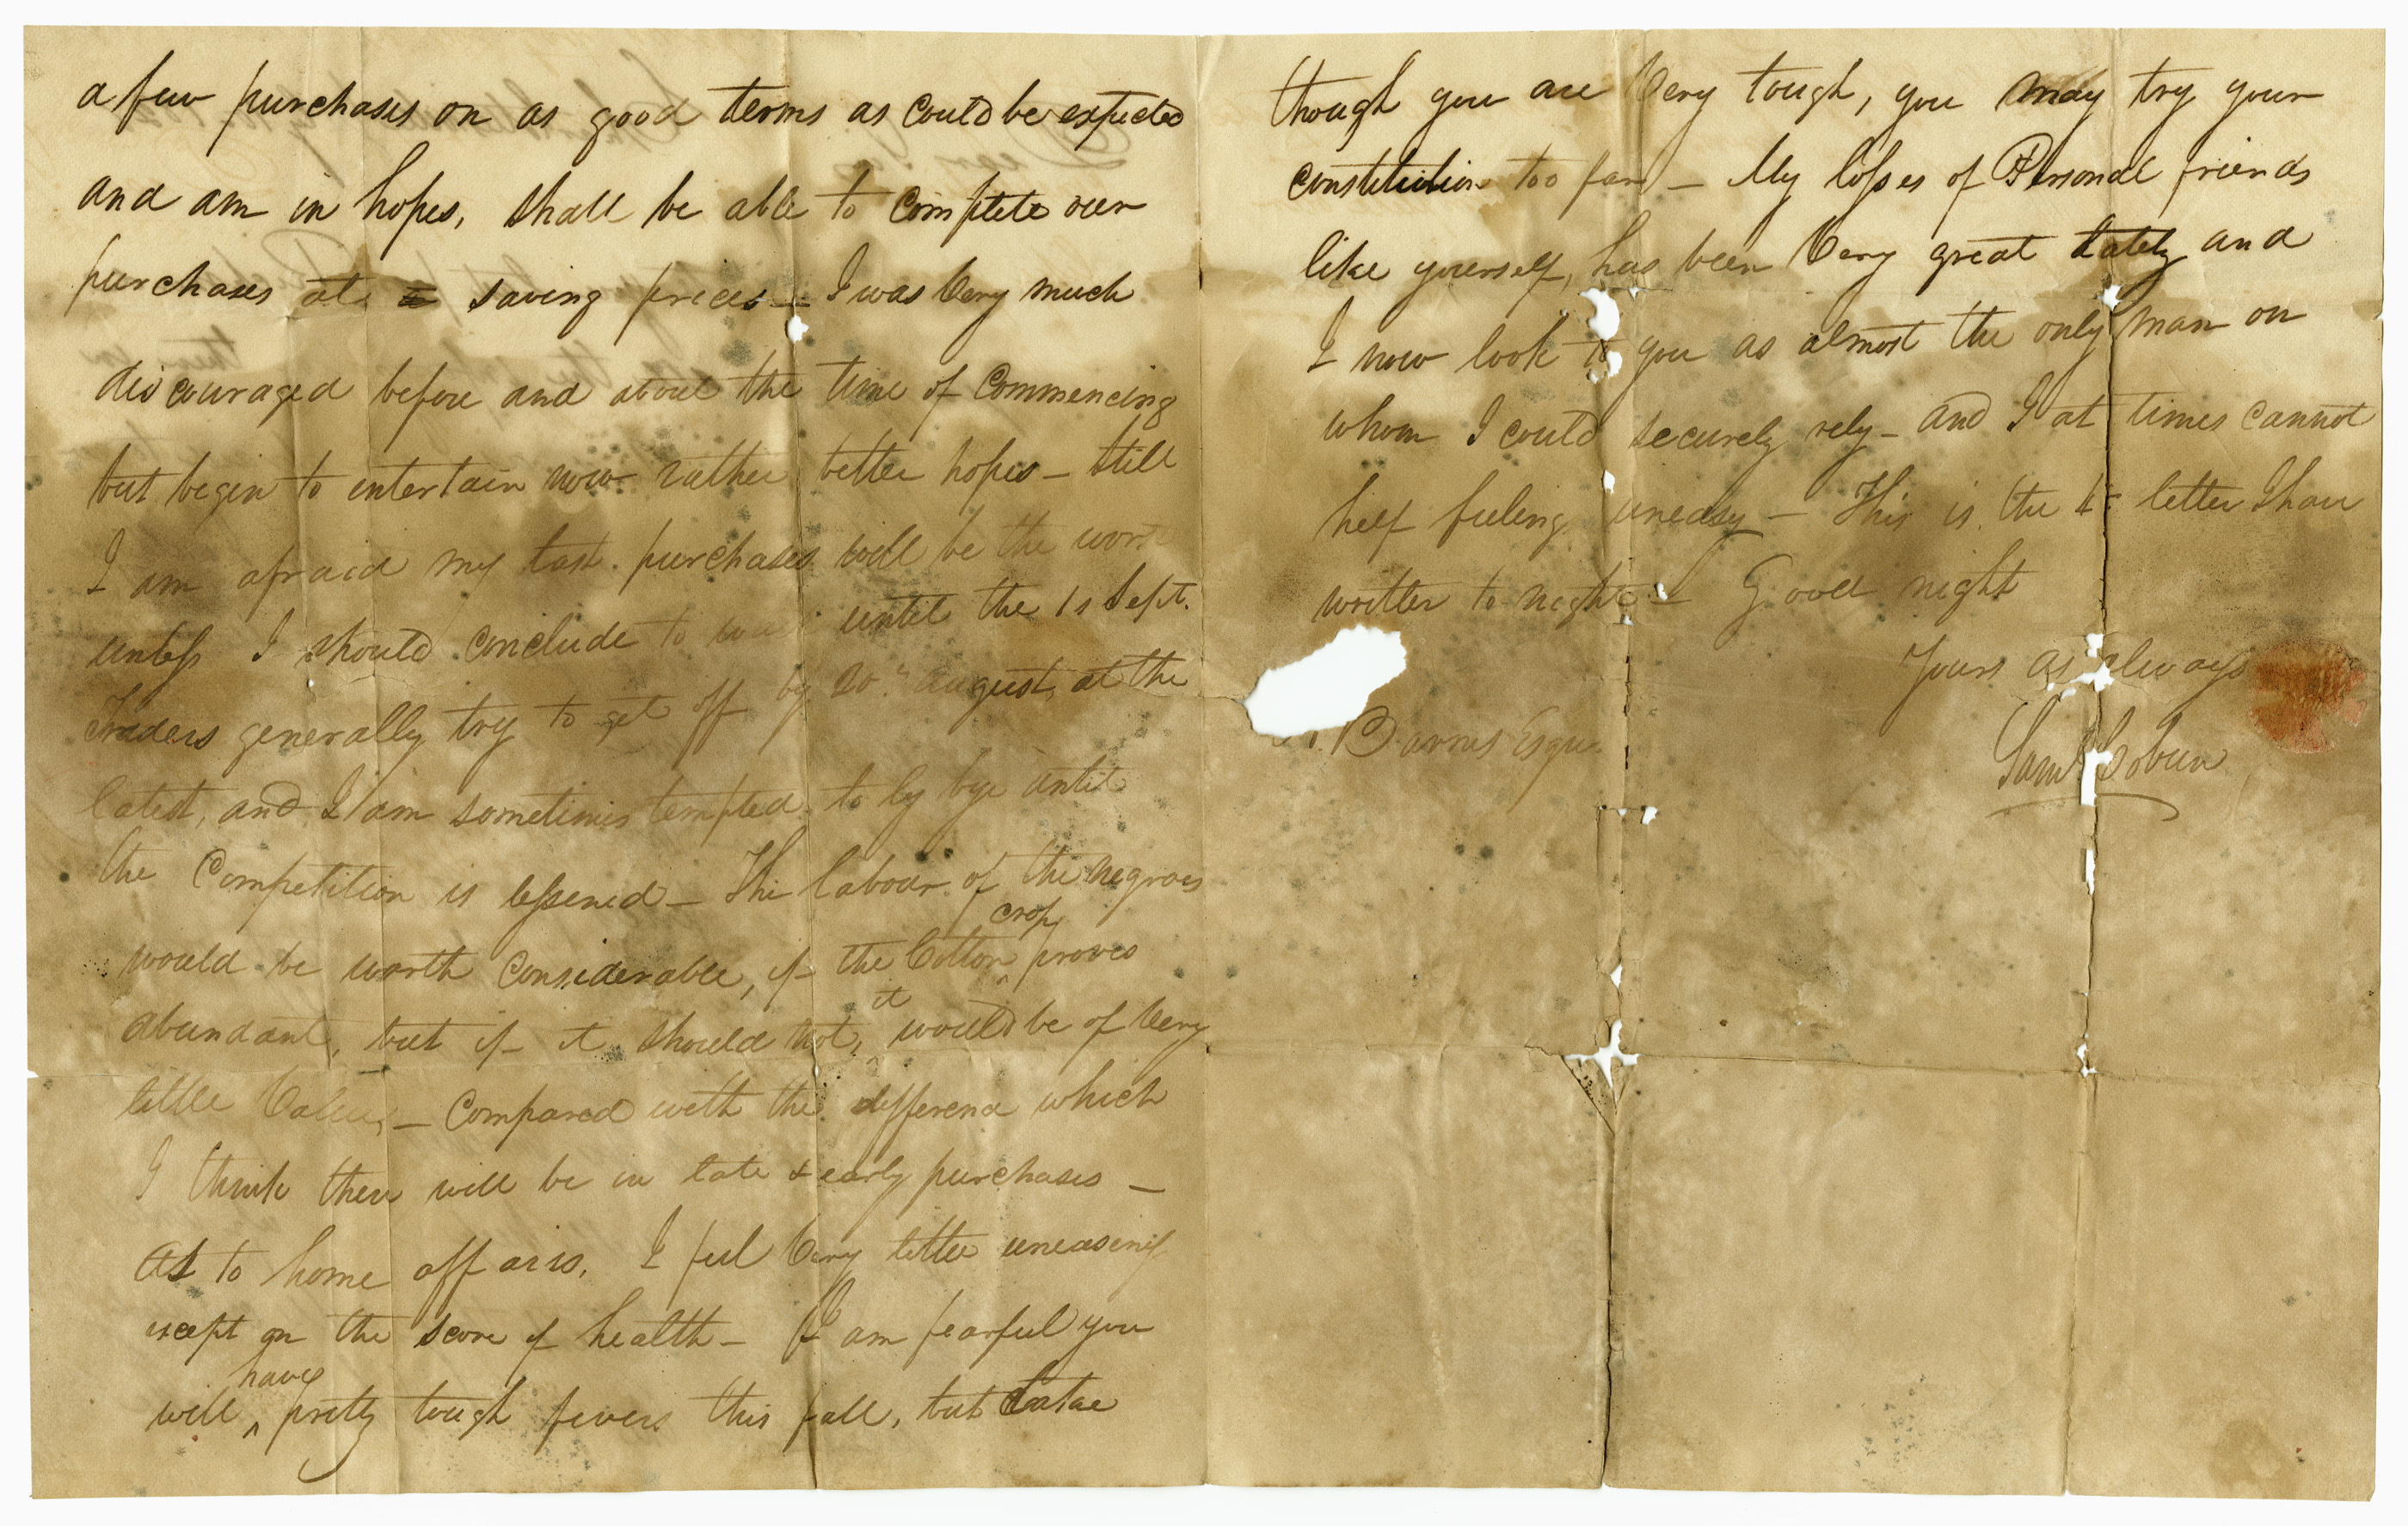 a few purchases on as good terms as could be expected
and am in hopes, shall be able to complete our
purchases at saving prices — I was very much
discouraged before and about the time of commencing
but begin to entertain now rather better hopes — still
I am afraid my last purchases will be the worst
unless I should conclude to wait until the 1s Sept.
Traders generally try to get off by 20th august, at the
latest, and I am sometimes tempted to ly bye until
the Competition is lessened — The labour of the negroes
would be worth considerable, if the Cotton crop proves
abundant, but if it should not, it would be of very
little value, — Compared with the difference which
I think there will be in late & early purchases —
As to home affairs, I feel very little uneasiness
except on the score of health — I am fearful you
will have pretty tough fevers this fall, but
though you are very tough, you may try your
constitution too far — My losses of Personal friends
like yourself, has been very great lately and
I now look to you as almost the only man on
whom I could securely rely — and I at times cannot
help feeling uneasy — This is the letter I have
written to night — Good night
Yours as always
Barnes Esqr
Saml Cobun